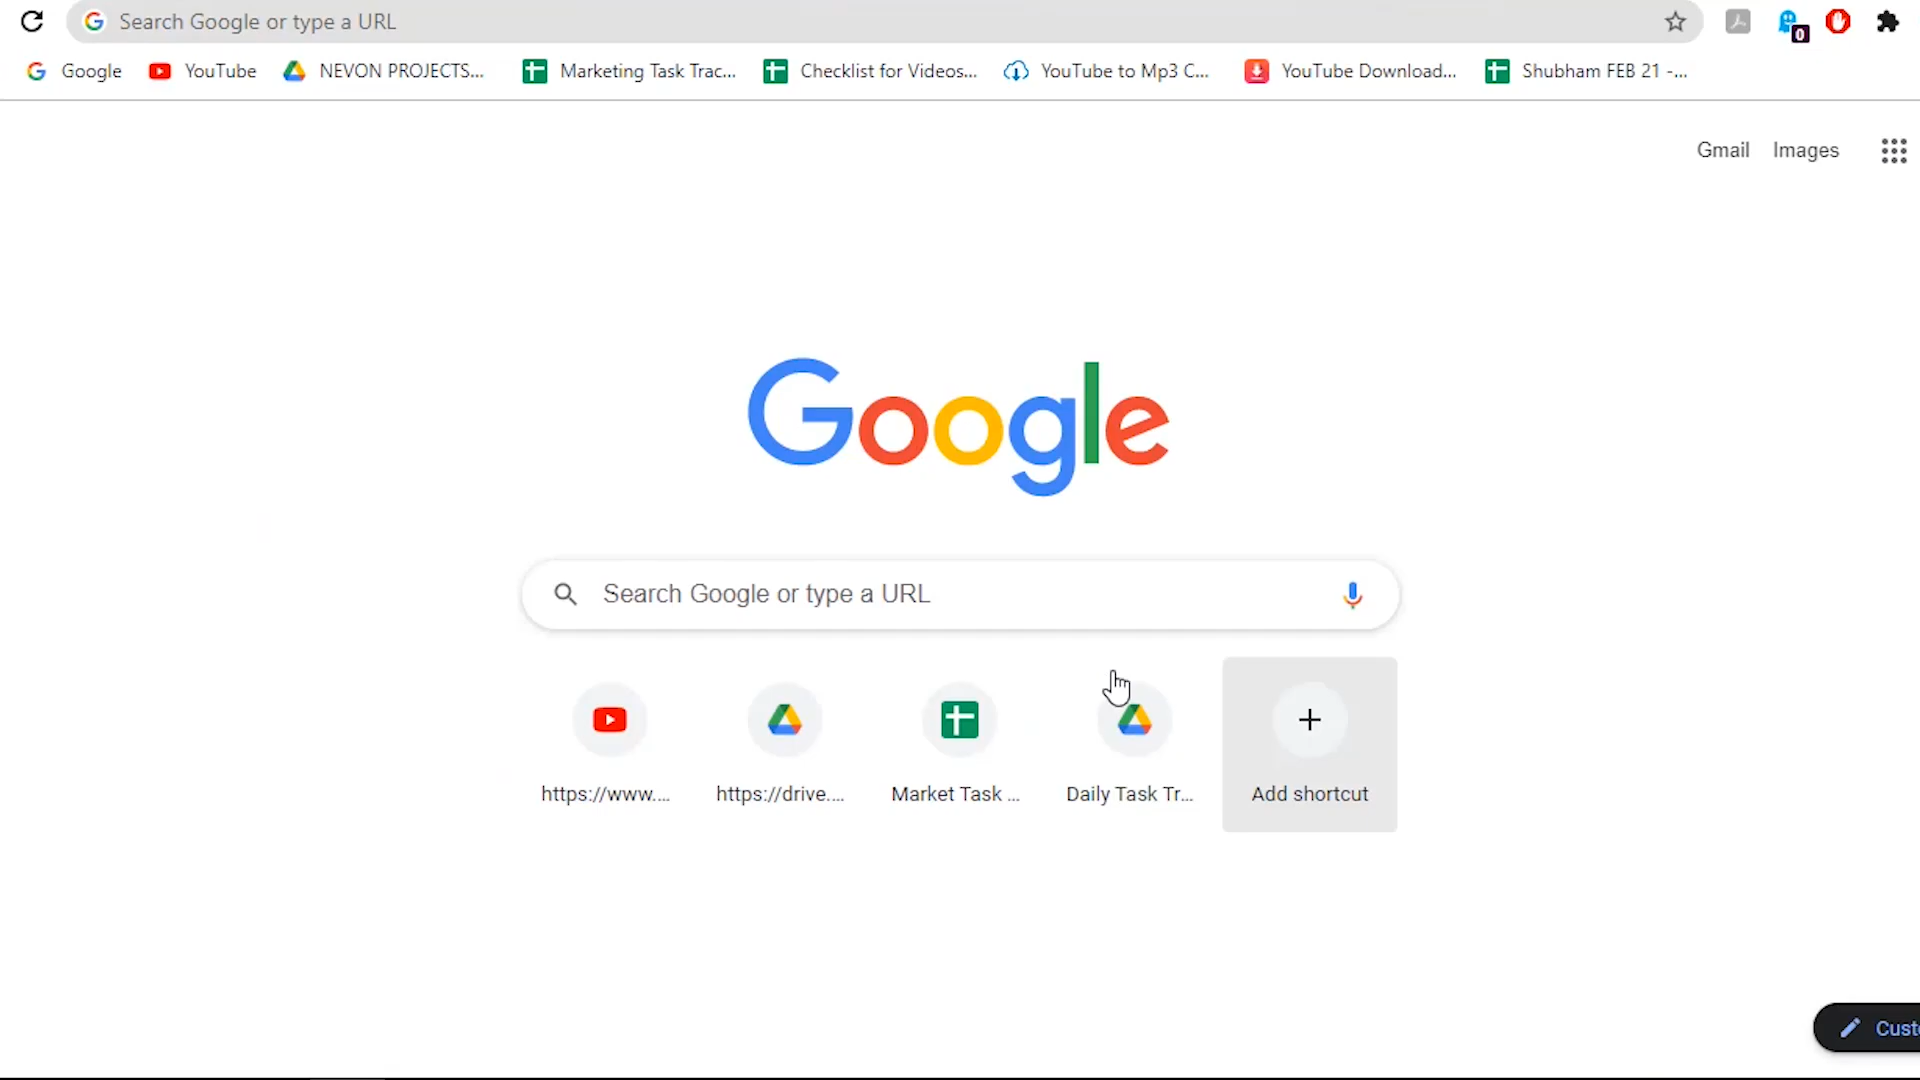 Search Google or type a URL
0
Google YouTube NEVON PROJECTS... Marketing Task Trac... Checklist for Videos... YouTube to Mp3 C... YouTube Download... Shubham FEB 21 -...
Gmail Images
Google
Search Google or type a URL
https://www.... https://drive.... Market Task ... Daily Task Tr... Add shortcut